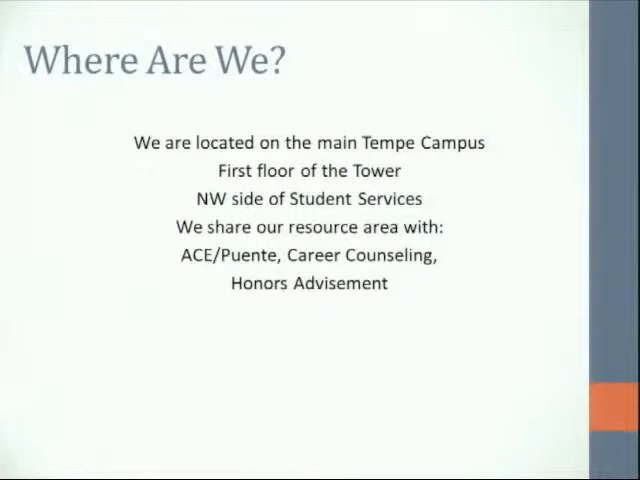 Where Are We?
We are located on the main Tempe Campus
First floor of the Tower
NW side of Student Services
We share our resource area with:
ACE/Puente, Career Counseling,
Honors Advisement